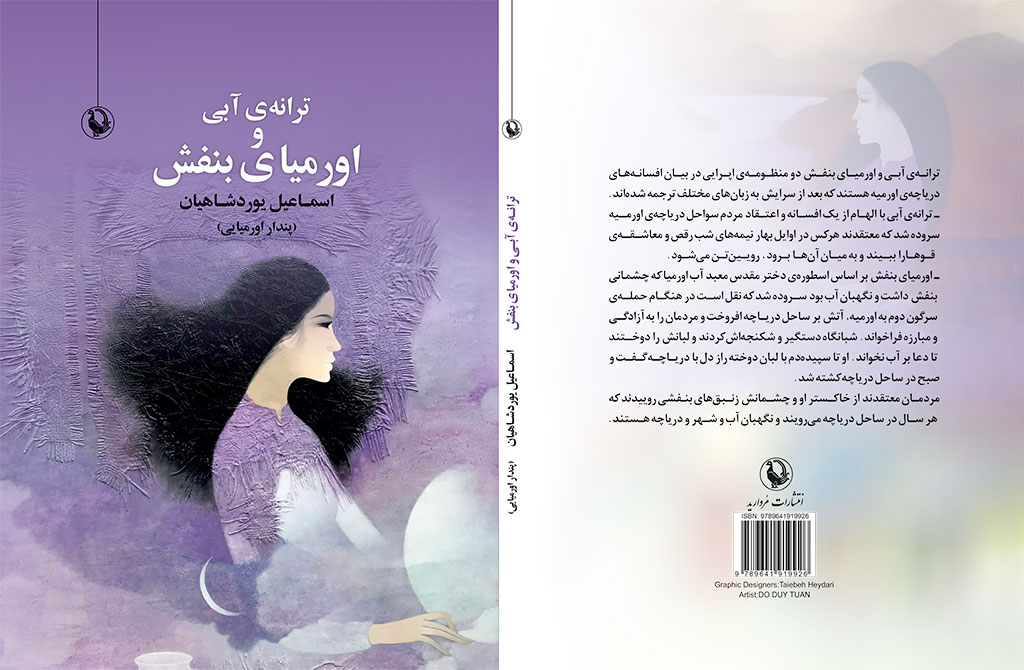 ترانه‌ی آبی
و
اورمیای بنفش
اسماعیل یوردشاهیان
(پندار اورمیایی)
ترانه‌ی آبی و اورمیای بنفش
اسماعیل یوردشاهیان
(پندار اورمیایی)
ترانه‌ی آبی و اورمیای بنفش دو منظومه‌ی اپرایی در بیان افسانه‌های
دریاچه‌ی اورمیه هستند که بعد از سرایش به زبان‌های مختلف ترجمه شده‌اند.
ـ ترانه‌ی آبی با الهام از یک افسانه و اعتقاد مردم سواحل دریاچه‌ی اورمیه
سروده شد که معتقدند هرکس در اوایل بهار نیمه‌های شب رقص و معاشقه‌ی
قوها را ببیند و به میان آن‌ها برود، رویین‌تن می‌شود.
ـ اورمیای بنفش بر اساس اسطوره‌ی دختر مقدس معبد آب اورمیا که چشمانی
بنفش داشت و نگهبان آب بود سروده شد که نقل است در هنگام حمله‌ی
سرگون دوم به اورمیه، آتش بر ساحل دریاچه افروخت و مردمان را به آزادگی
و مبارزه فراخواند. شبانگاه دستگیر و شکنجه‌اش کردند و لبانش را دوختند
تا دعا بر آب نخواند. او تا سپیده‌دم با لبان دوخته راز دل با دریاچه گفت و
صبح در ساحل دریاچه کشته شد.
مردمان معتقدند از خاکستر او و چشمانش زنبق‌های بنفشی روییدند که
هر سال در ساحل دریاچه می‌رویند و نگهبان آب و شهر و دریاچه هستند.
انتشارات مروارید
ISBN: 9789641919926
9 789641 919926
Graphic Designers:Taiebeh Heydari
Artist:DO DUY TUAN